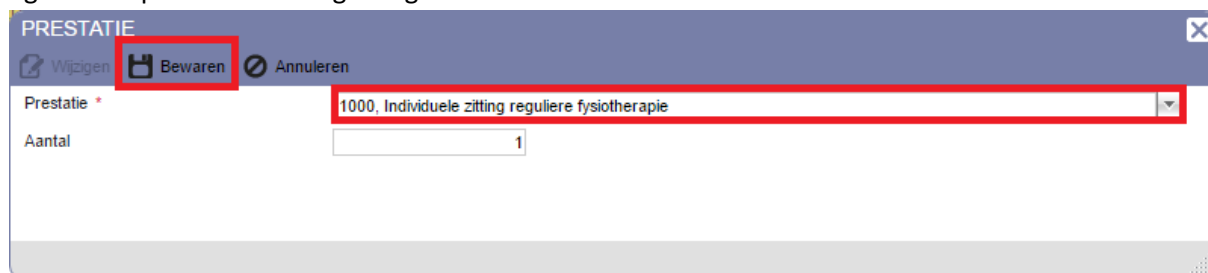 PRESTATIE
Wijzigen Bewaren Annuleren
Prestatie * 1000, Individuele zitting reguliere fysiotherapie
Aantal 1